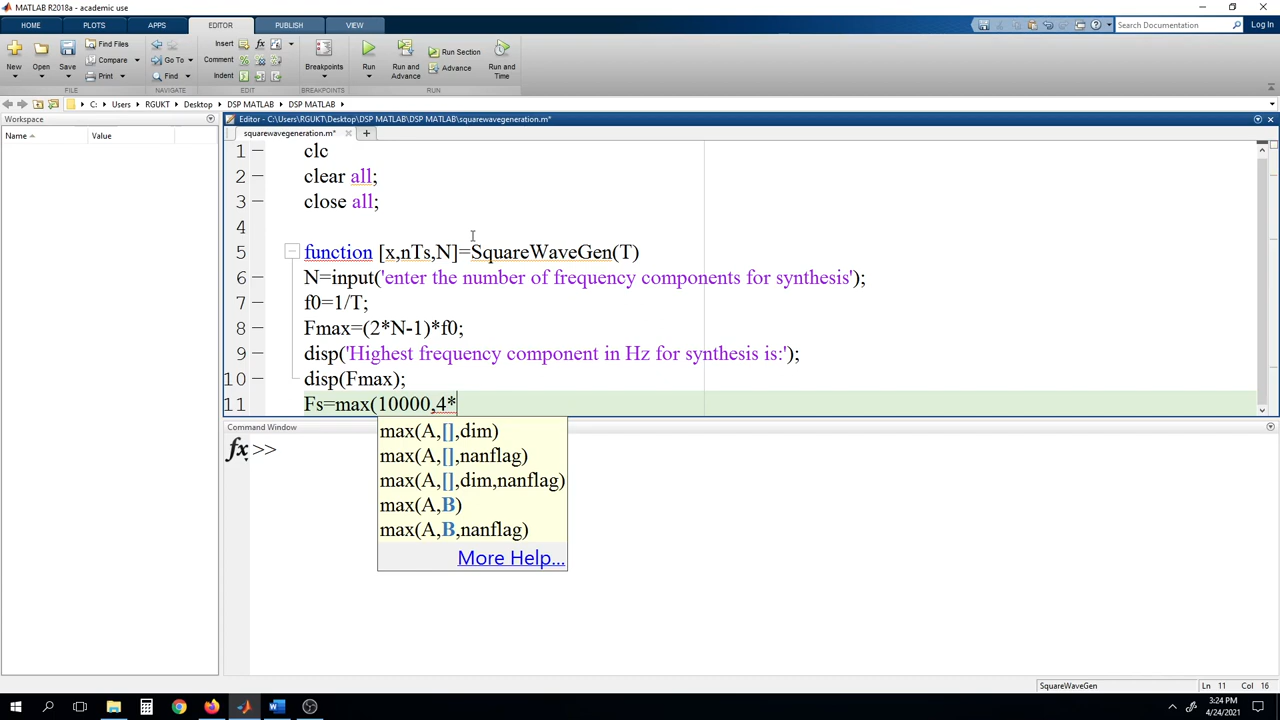 MATLAB R2018a - academic use
HOME PLOTS APPS EDITOR PUBLISH VIEW Search Documentation Log In
New Open Save Find Files Compare Print Go To Find Insert fx Comment Indent Breakpoints Run Run and Advance Run Section Advance Run and Time
FILE NAVIGATE EDIT BREAKPOINTS RUN
C: Users RGUKT Desktop DSP MATLAB DSP MATLAB
Workspace
Name Value
Editor - C:\Users\RGUKT\Desktop\DSP MATLAB\DSP MATLAB\squarewavegeneration.m*
squarewavegeneration.m*
1 clc
2 clear all;
3 close all;
4
5 function [x,nTs,N]=SquareWaveGen(T)
6 N=input('enter the number of frequency components for synthesis');
7 f0=1/T;
8 Fmax=(2*N-1)*f0;
9 disp('Highest frequency component in Hz for synthesis is:');
10 disp(Fmax);
11 Fs=max(10000,4*
Command Window
fx >>
max(A,[],dim)
max(A,[],nanflag)
max(A,[],dim,nanflag)
max(A,B)
max(A,B,nanflag)
More Help...
SquareWaveGen Ln 11 Col 16
3:24 PM
4/24/2021